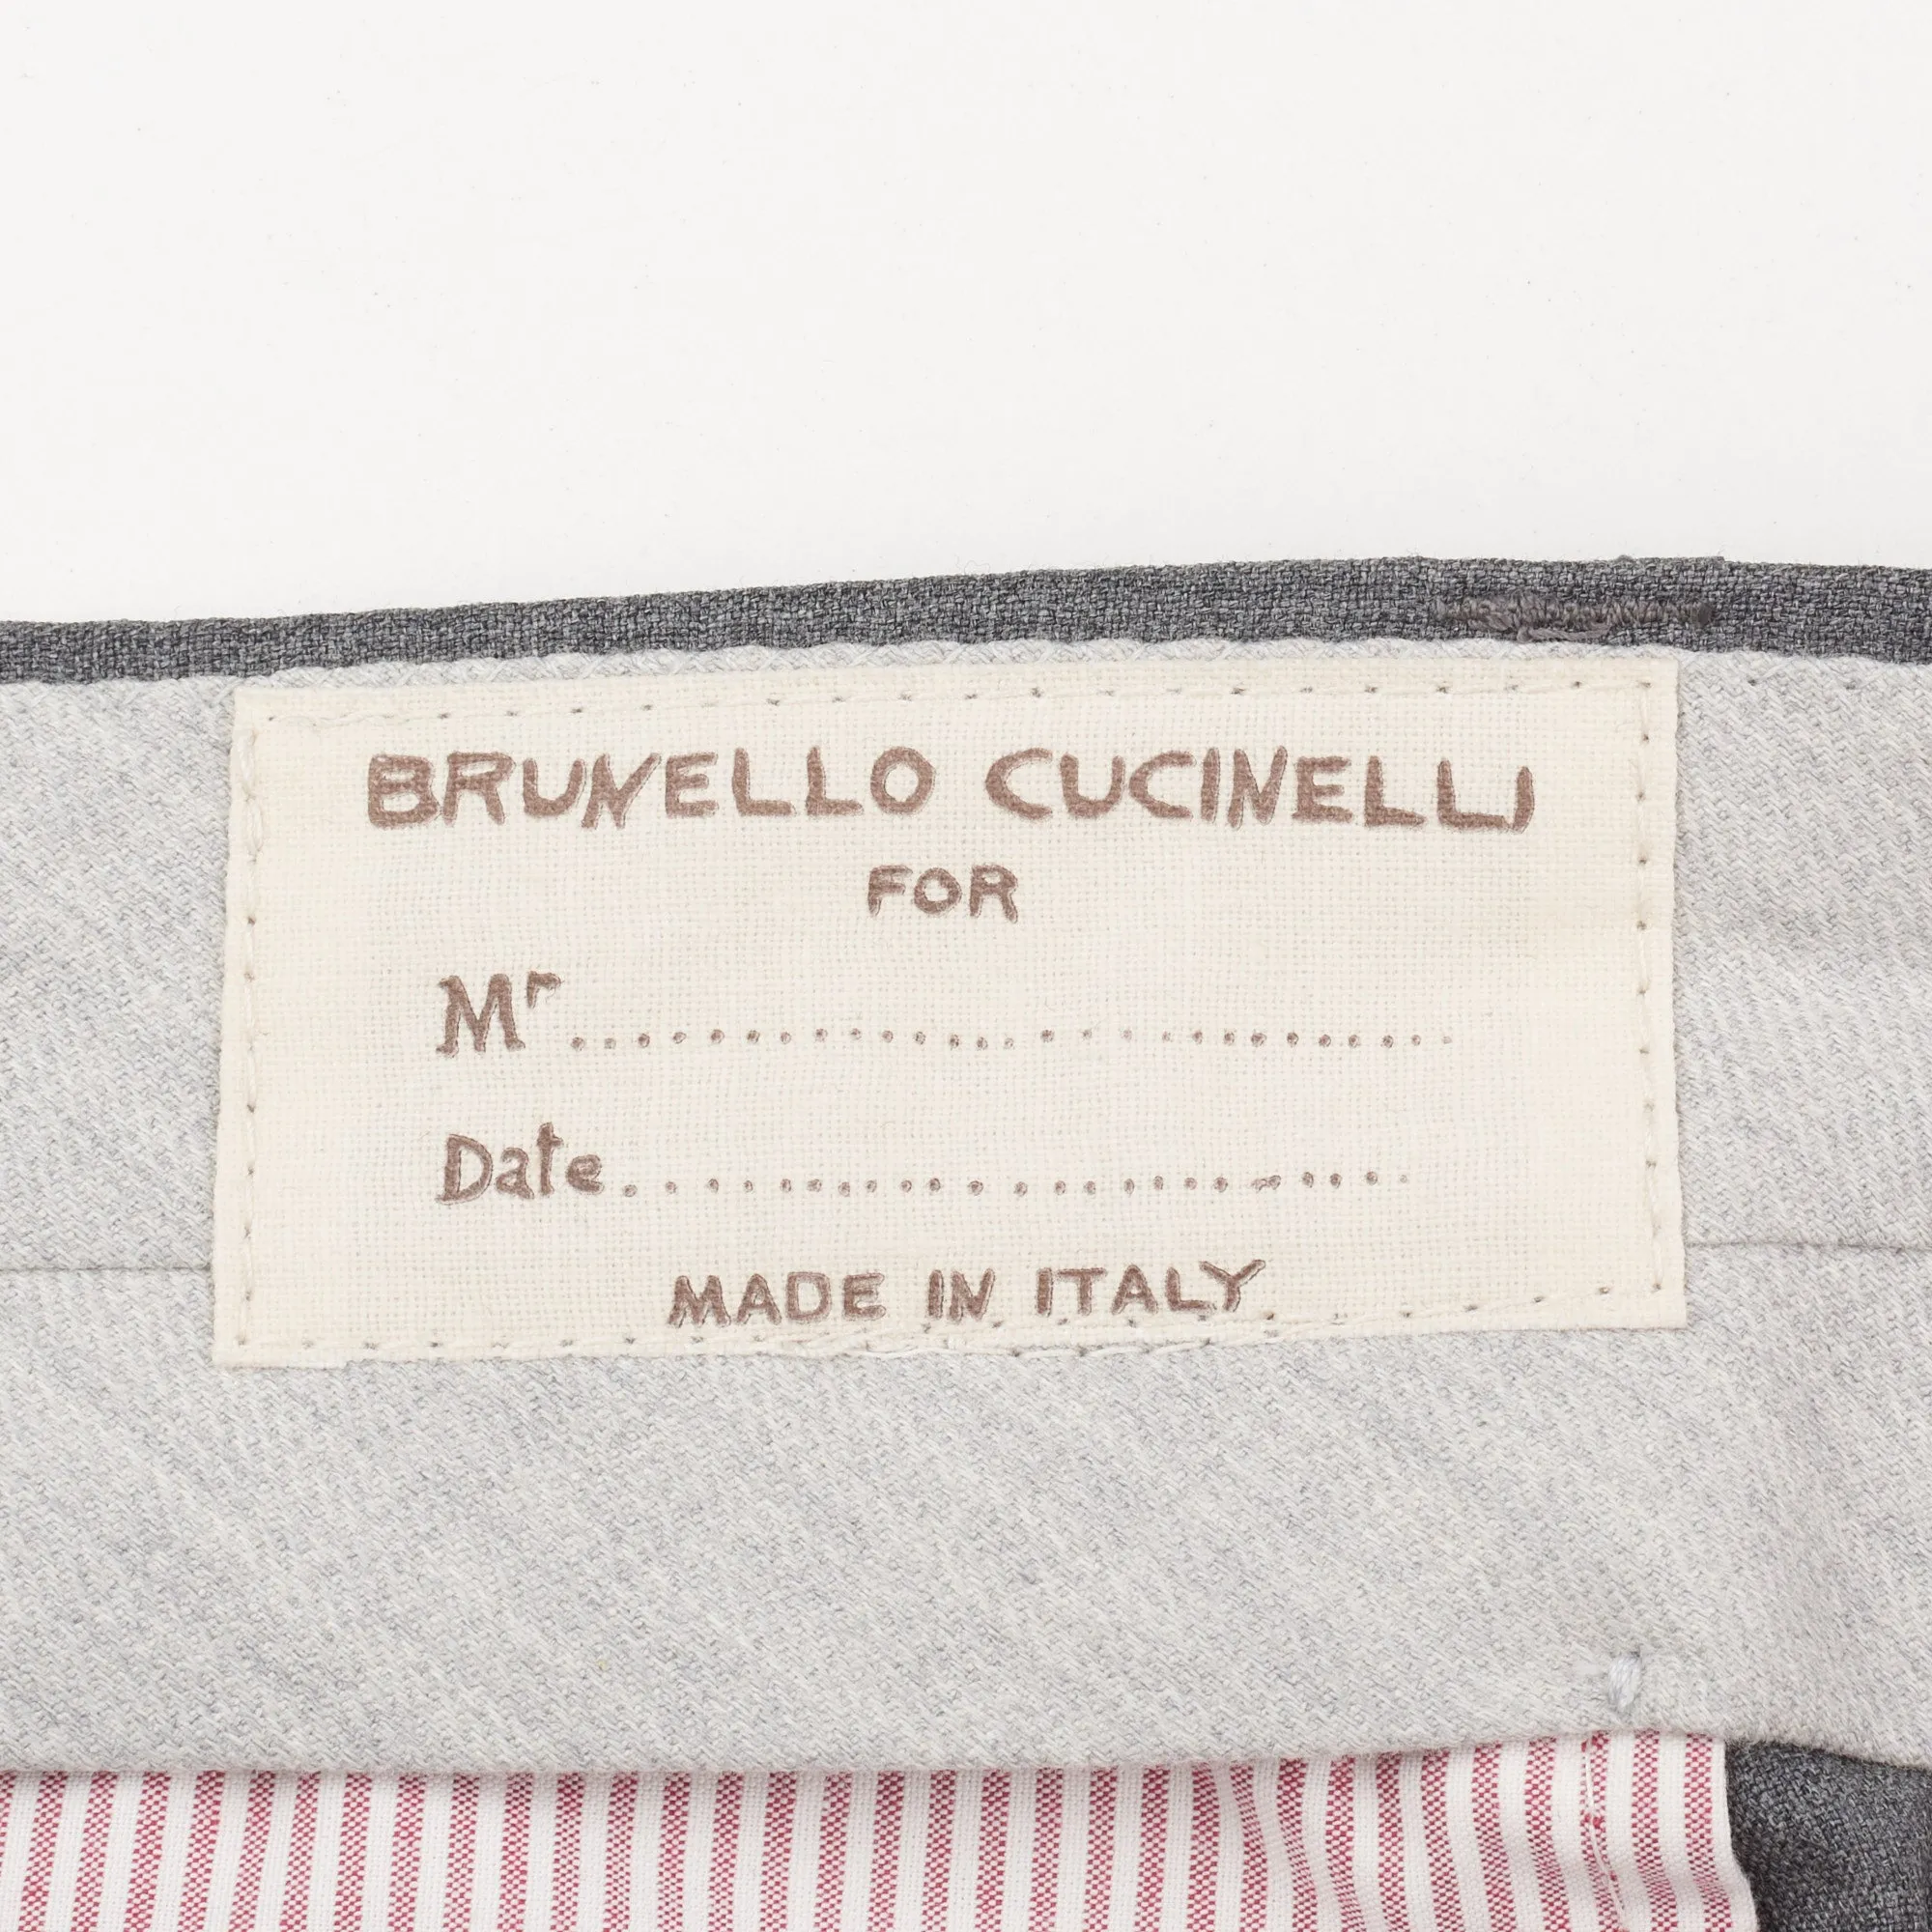 BRUNELLO CUCINELLI
FOR
Mr..............................
Date..........................
MADE IN ITALY